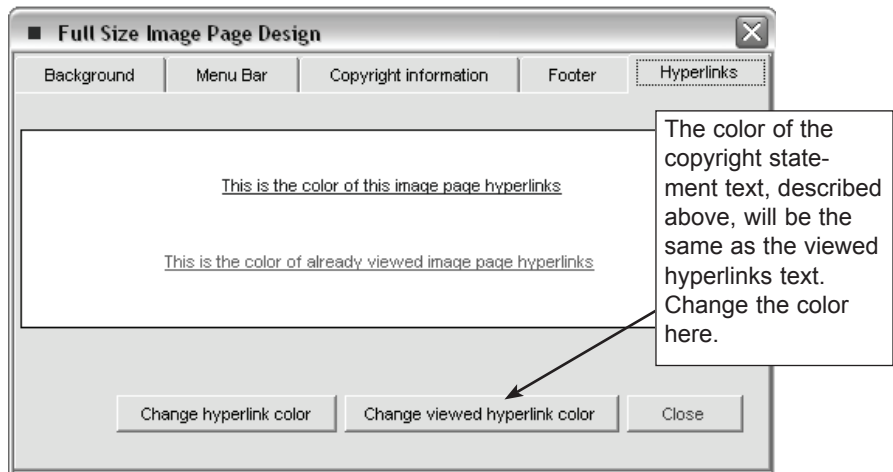 Full Size Image Page Design
Background Menu Bar Copyright information Footer Hyperlinks
This is the color of this image page hyperlinks
This is the color of already viewed image page hyperlinks
The color of the
copyright state-
ment text, described
above, will be the
same as the viewed
hyperlinks text.
Change the color
here.
Change hyperlink color Change viewed hyperlink color Close